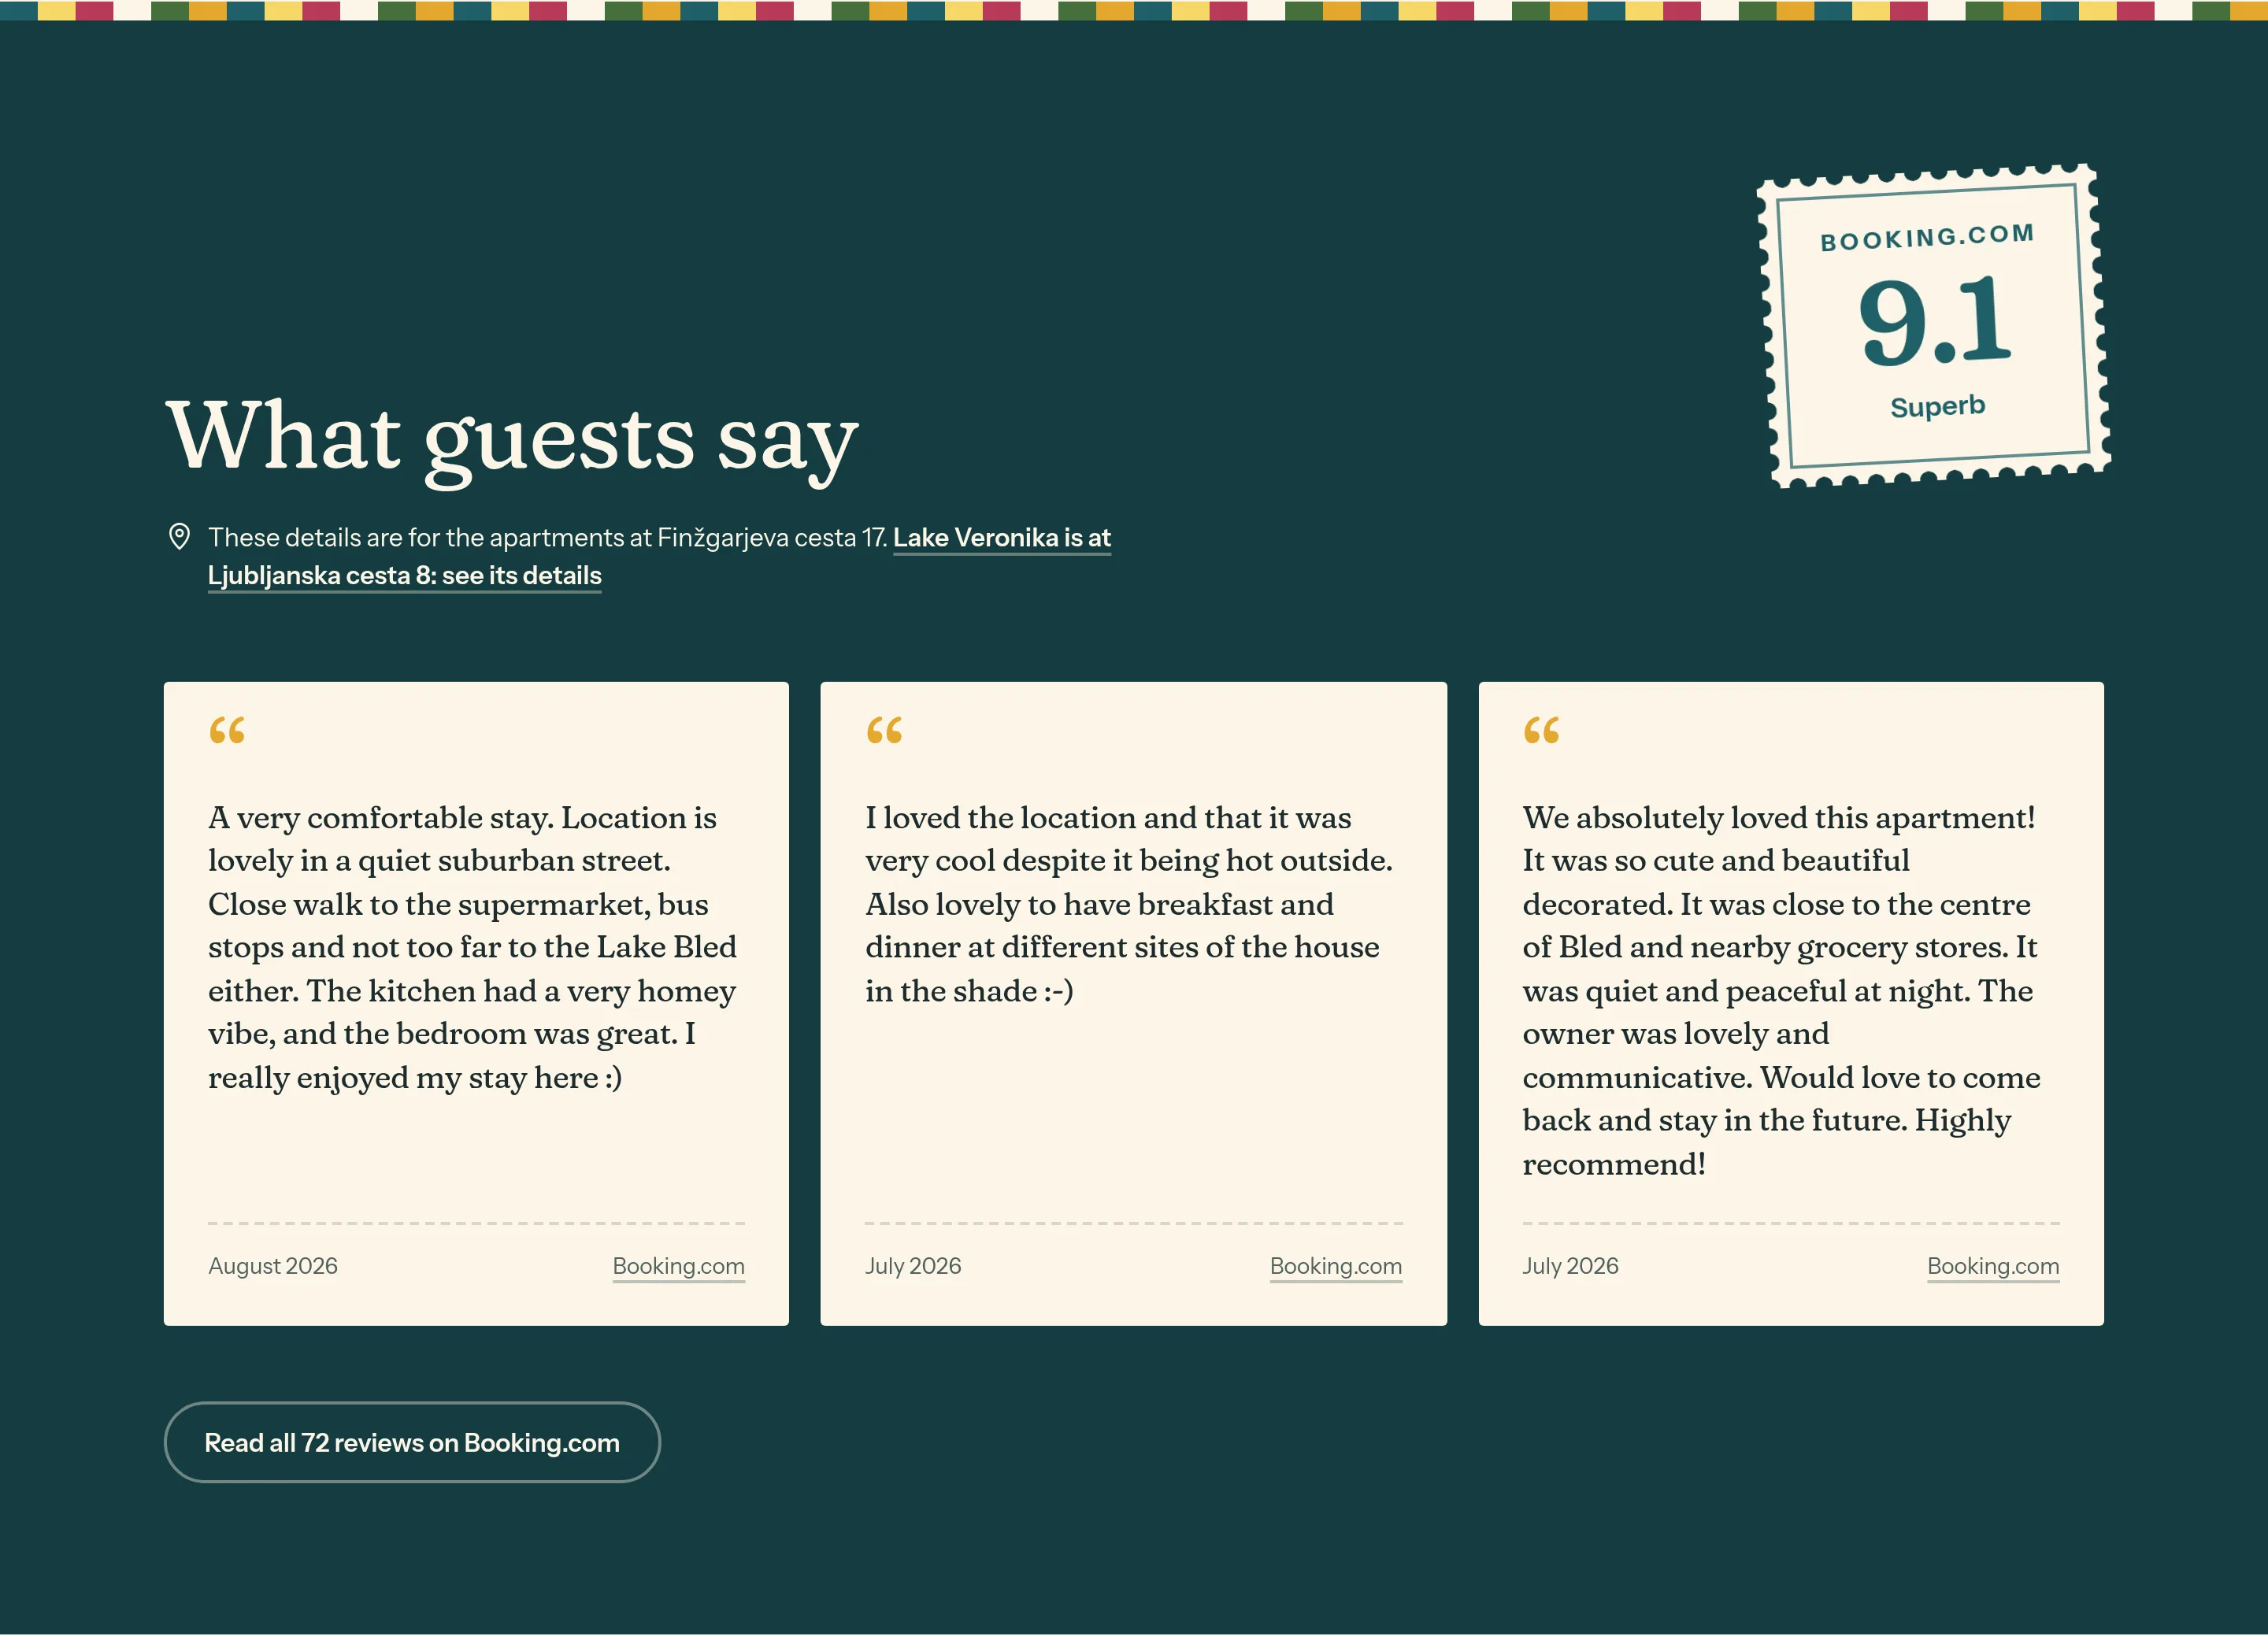 BOOKING.COM
9.1
Superb
What guests say
These details are for the apartments at Finžgarjeva cesta 17. Lake Veronika is at
Ljubljanska cesta 8: see its details
“
A very comfortable stay. Location is
lovely in a quiet suburban street.
Close walk to the supermarket, bus
stops and not too far to the Lake Bled
either. The kitchen had a very homey
vibe, and the bedroom was great. I
really enjoyed my stay here :)
August 2026
Booking.com
“
I loved the location and that it was
very cool despite it being hot outside.
Also lovely to have breakfast and
dinner at different sites of the house
in the shade :-)
July 2026
Booking.com
“
We absolutely loved this apartment!
It was so cute and beautiful
decorated. It was close to the centre
of Bled and nearby grocery stores. It
was quiet and peaceful at night. The
owner was lovely and
communicative. Would love to come
back and stay in the future. Highly
recommend!
July 2026
Booking.com
Read all 72 reviews on Booking.com